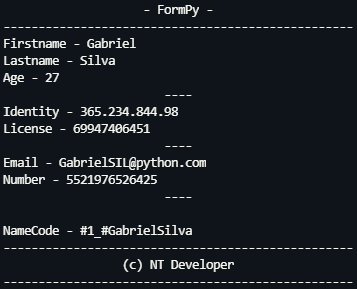 - FormPy -
--------------------------------------------------
Firstname - Gabriel
Lastname - Silva
Age - 27
----
Identity - 365.234.844.98
License - 69947406451
----
Email - GabrielSIL@python.com
Number - 5521976526425
----
NameCode - #1_#GabrielSilva
--------------------------------------------------
(c) NT Developer
--------------------------------------------------